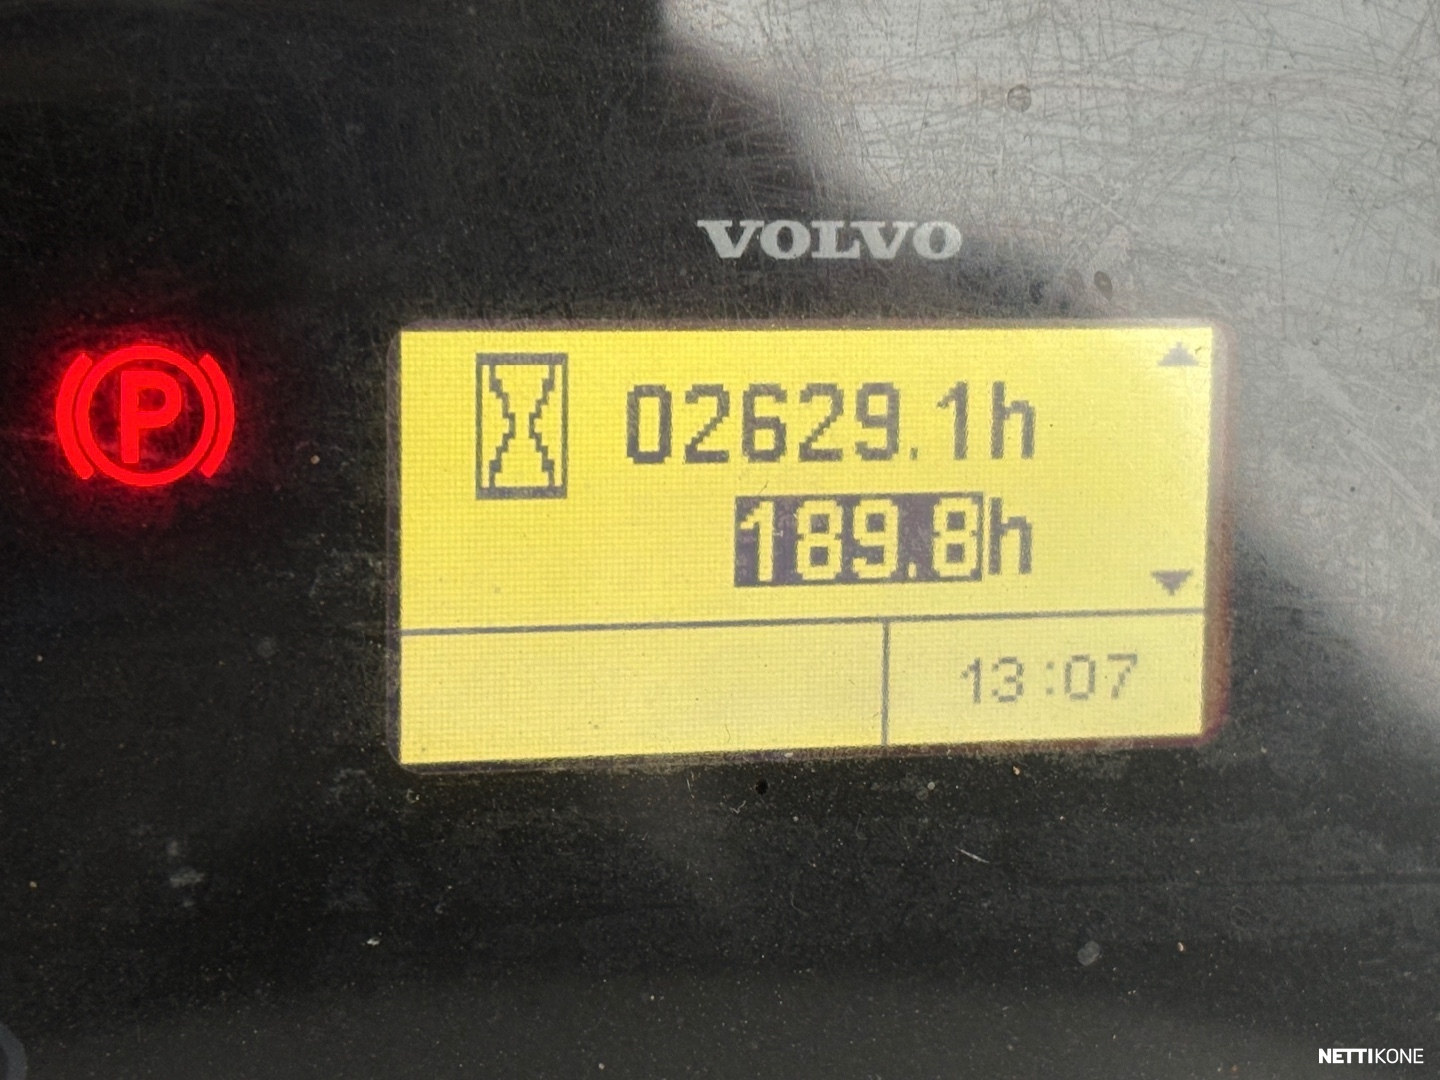 VOLVO
P
02629.1h
189.8h
13:07
NETTIKONE